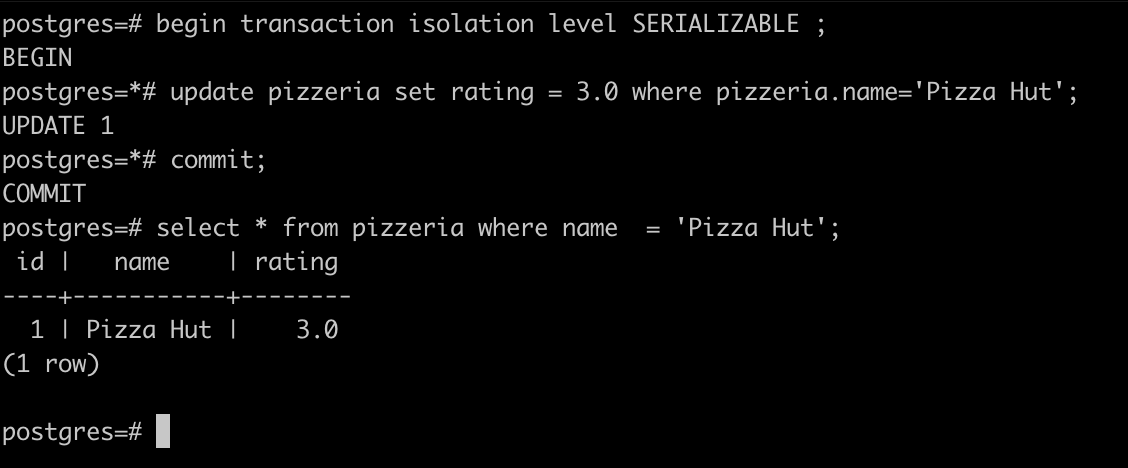 postgres=# begin transaction isolation level SERIALIZABLE ;
BEGIN
postgres=*# update pizzeria set rating = 3.0 where pizzeria.name='Pizza Hut';
UPDATE 1
postgres=*# commit;
COMMIT
postgres=# select * from pizzeria where name  = 'Pizza Hut';
 id |   name    | rating
----+-----------+--------
  1 | Pizza Hut |    3.0
(1 row)

postgres=#